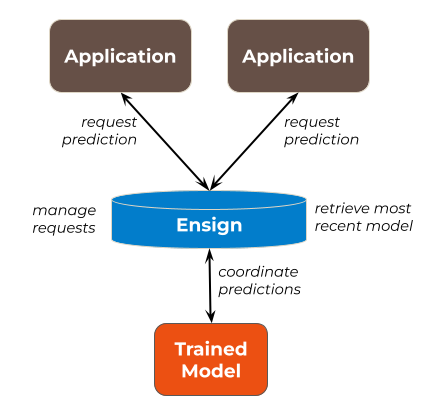 Application
Application
request
prediction
request
prediction
manage
requests
Ensign
retrieve most
recent model
coordinate
predictions
Trained
Model